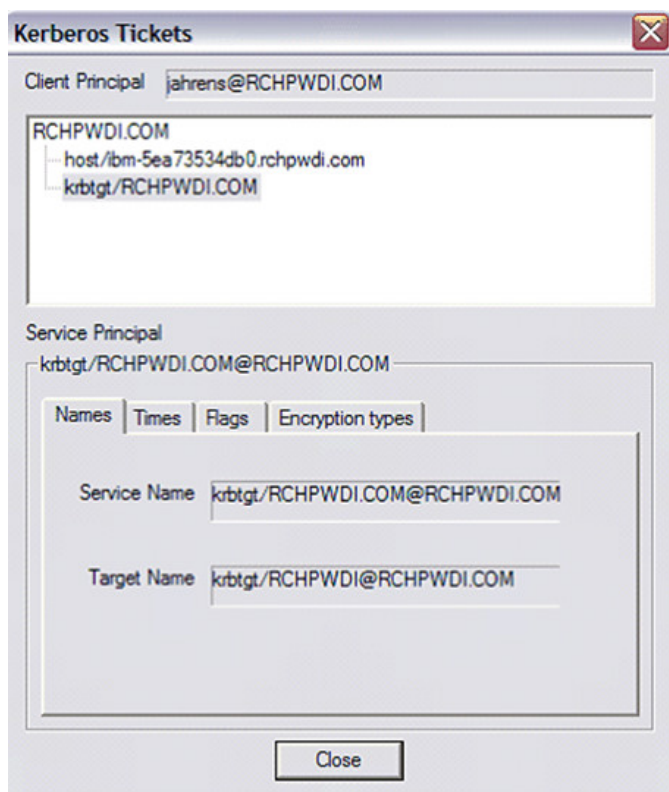 Kerberos Tickets
Client Principal jahrens@RCHPWDI.COM
RCHPWDI.COM
host/ibm-5ea73534db0.rchpwdi.com
krbtgt/RCHPWDI.COM
Service Principal
krbtgt/RCHPWDI.COM@RCHPWDI.COM
Names Times Flags Encryption types
Service Name krbtgt/RCHPWDI.COM@RCHPWDI.COM
Target Name krbtgt/RCHPWDI@RCHPWDI.COM
Close